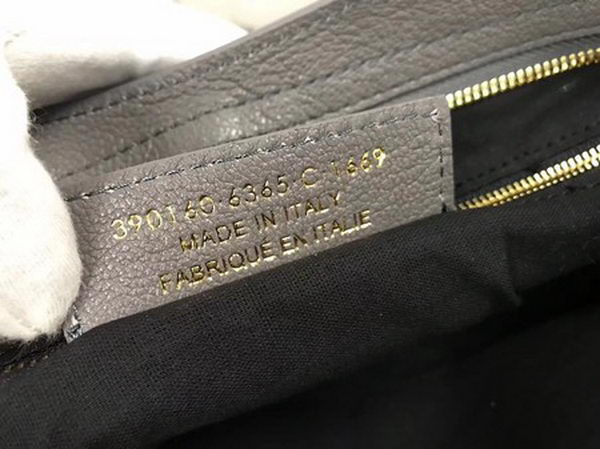 390160·6365·C·1669
MADE IN ITALY
FABRIQUE EN ITALIE